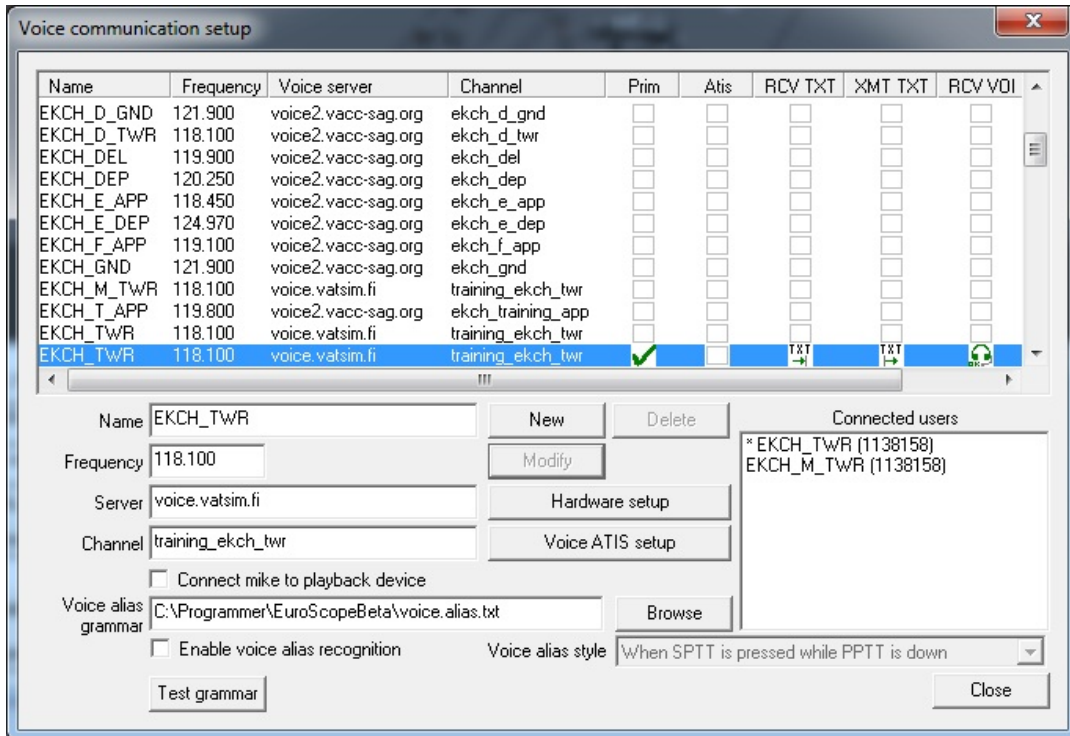 Voice communication setup
Name Frequency Voice server Channel Prim Atis RCV TXT XMT TXT RCV VOI
EKCH_D_GND 121.900 voice2.vacc-sag.org ekch_d_gnd
EKCH_D_TWR 118.100 voice2.vacc-sag.org ekch_d_twr
EKCH_DEL 119.900 voice2.vacc-sag.org ekch_del
EKCH_DEP 120.250 voice2.vacc-sag.org ekch_dep
EKCH_E_APP 118.450 voice2.vacc-sag.org ekch_e_app
EKCH_E_DEP 124.970 voice2.vacc-sag.org ekch_e_dep
EKCH_F_APP 119.100 voice2.vacc-sag.org ekch_f_app
EKCH_GND 121.900 voice2.vacc-sag.org ekch_gnd
EKCH_M_TWR 118.100 voice.vatsim.fi training_ekch_twr
EKCH_T_APP 119.800 voice2.vacc-sag.org ekch_training_app
EKCH_TWR 118.100 voice.vatsim.fi training_ekch_twr
EKCH_TWR 118.100 voice.vatsim.fi training_ekch_twr TXT TXT
Name EKCH_TWR New Delete Connected users
Frequency 118.100 Modify * EKCH_TWR (1138158)
EKCH_M_TWR (1138158)
Server voice.vatsim.fi Hardware setup
Channel training_ekch_twr Voice ATIS setup
Connect mike to playback device
Voice alias grammar C:\Programmer\EuroScopeBeta\voice.alias.txt Browse
Enable voice alias recognition Voice alias style When SPTT is pressed while PPTT is down
Test grammar Close